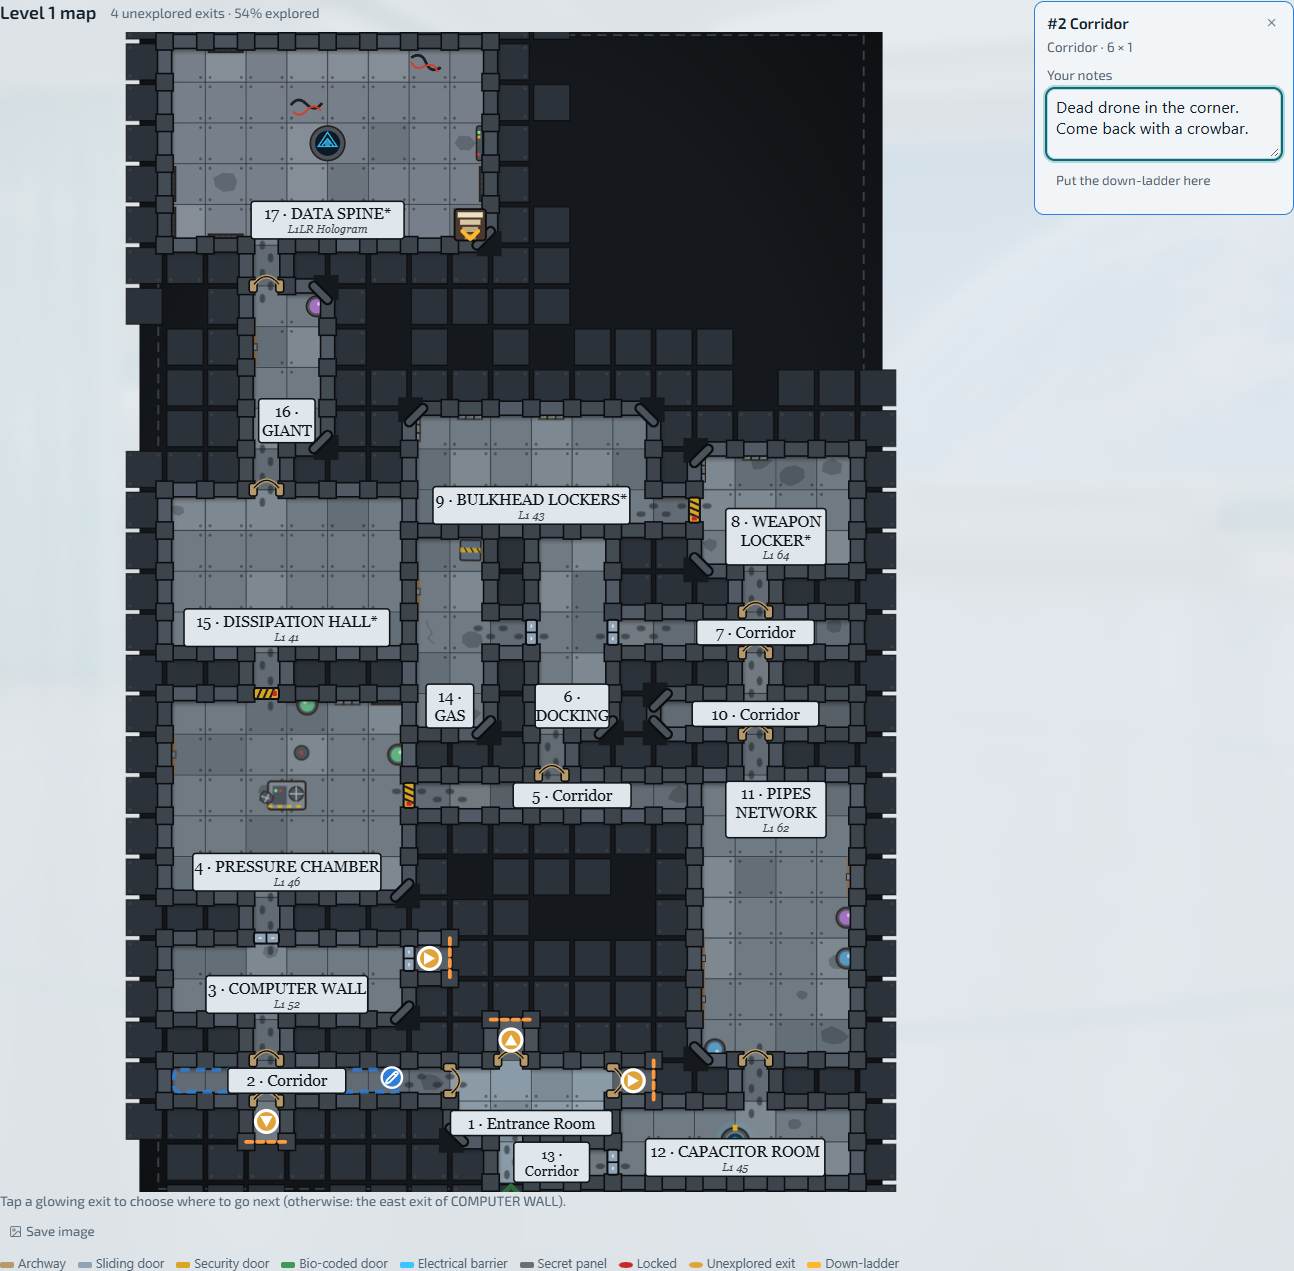 Level 1 map 4 unexplored exits · 54% explored
#2 Corridor ×
Corridor · 6 × 1
Your notes
Dead drone in the corner.
Come back with a crowbar.
Put the down-ladder here
17 · DATA SPINE*
L1LR Hologram
16 ·
GIANT
9 · BULKHEAD LOCKERS*
L1 43
8 · WEAPON
LOCKER*
L1 64
15 · DISSIPATION HALL*
L1 41
7 · Corridor
14 ·
GAS
6 ·
DOCKING
10 · Corridor
5 · Corridor
11 · PIPES
NETWORK
L1 62
4 · PRESSURE CHAMBER
L1 46
3 · COMPUTER WALL
L1 52
2 · Corridor
1 · Entrance Room
13 ·
Corridor
12 · CAPACITOR ROOM
L1 45
Tap a glowing exit to choose where to go next (otherwise: the east exit of COMPUTER WALL).
Save image
Archway Sliding door Security door Bio-coded door Electrical barrier Secret panel Locked Unexplored exit Down-ladder